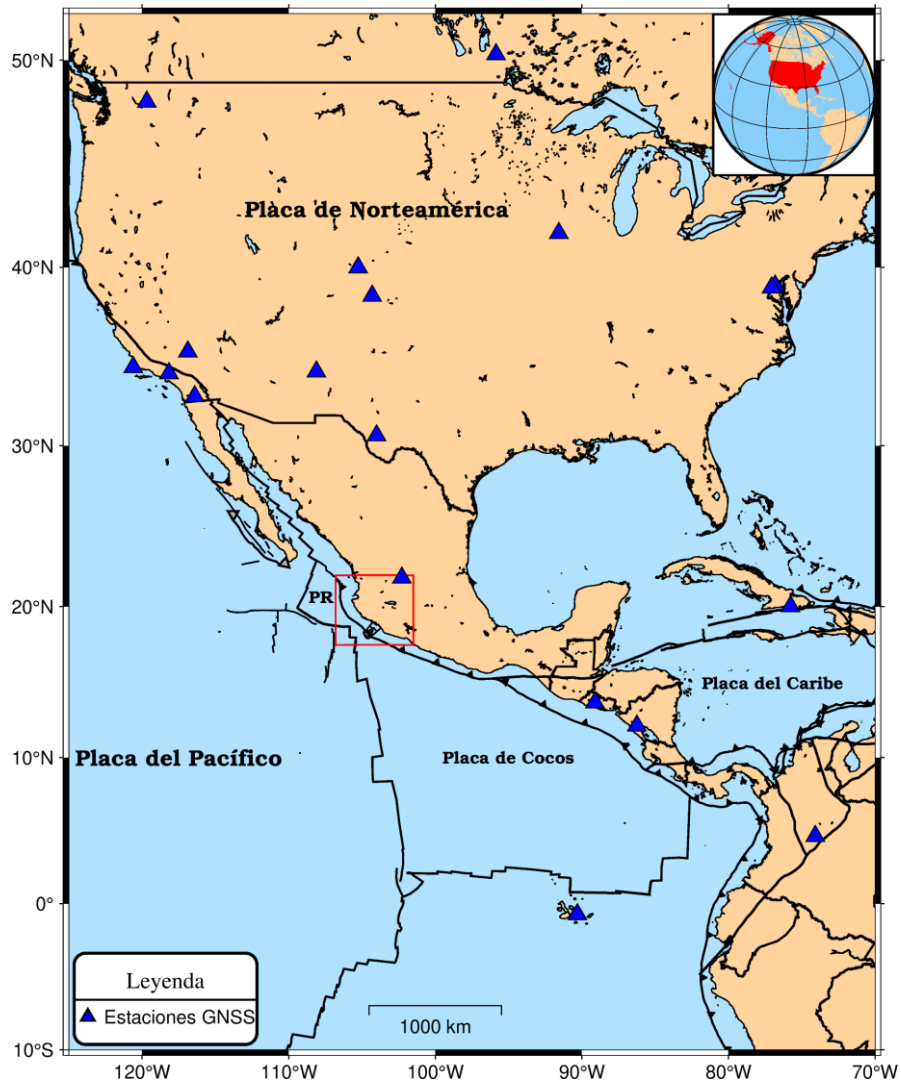 50°N
Placa de Norteamérica
40°N
30°N
PR
20°N
Placa del Caribe
Placa del Pacífico
Placa de Cocos
10°N
0°
Leyenda
Estaciones GNSS
1000 km
10°S
120°W
110°W
100°W
90°W
80°W
70°W